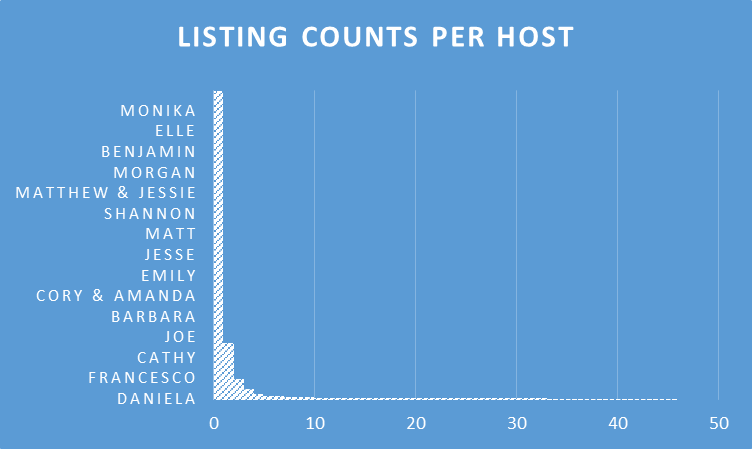 LISTING COUNTS PER HOST
MONIKA
ELLE
BENJAMIN
MORGAN
MATTHEW & JESSIE
SHANNON
MATT
JESSE
EMILY
CORY & AMANDA
BARBARA
JOE
CATHY
FRANCESCO
DANIELA
0 10 20 30 40 50